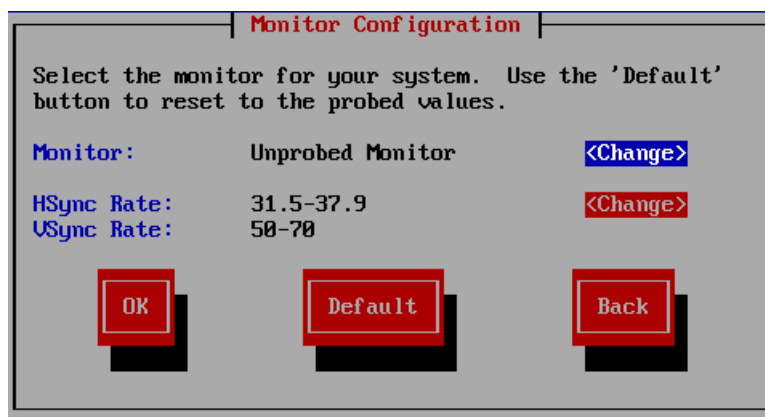 Monitor Configuration
Select the monitor for your system.  Use the 'Default'
button to reset to the probed values.
Monitor: Unprobed Monitor <Change>
HSync Rate: 31.5-37.9 <Change>
VSync Rate: 50-70
OK Default Back